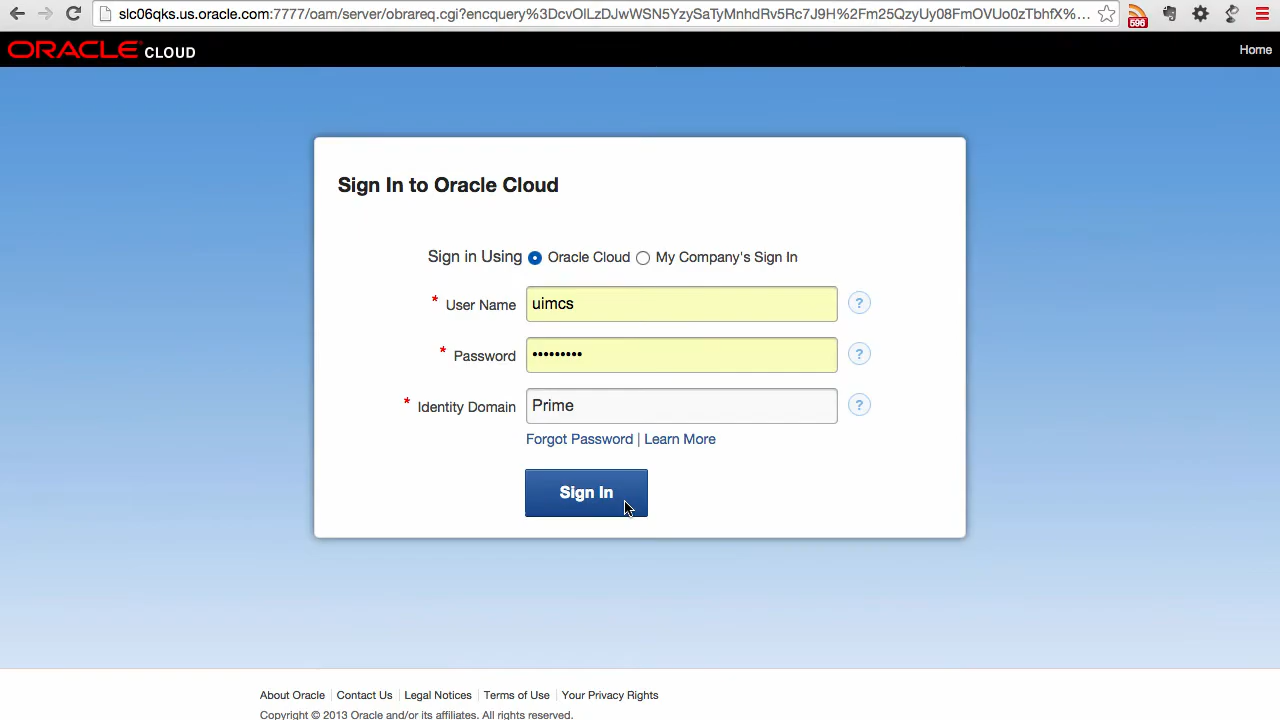 slc06qks.us.oracle.com:7777/oam/server/obrareq.cgi?encquery%3DcvOlLzDJwWSN5YzySaTyMnhdRv5Rc7J9H%2Fm25QzyUy08FmOVUo0zTbhfX%...
596
ORACLE CLOUD
Home
Sign In to Oracle Cloud
Sign in Using Oracle Cloud My Company's Sign In
* User Name uimcs ?
* Password ••••••••• ?
* Identity Domain Prime ?
Forgot Password | Learn More
Sign In
About Oracle | Contact Us | Legal Notices | Terms of Use | Your Privacy Rights
Copyright © 2013 Oracle and/or its affiliates. All rights reserved.